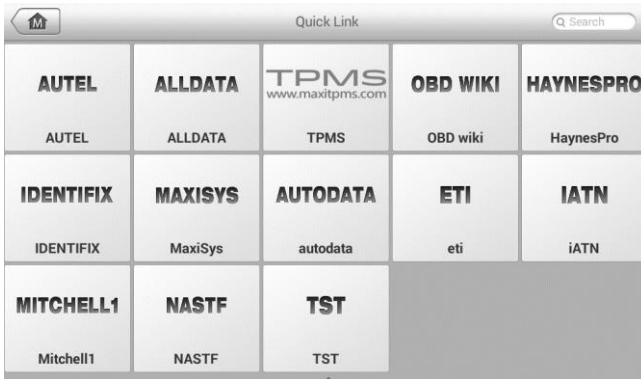 M
Quick Link
Search
AUTEL
ALLDATA
TPMS
www.maxitpms.com
OBD WIKI
HAYNESPRO
AUTEL
ALLDATA
TPMS
OBD wiki
HaynesPro
IDENTIFIX
MAXISYS
AUTODATA
ETI
IATN
IDENTIFIX
MaxiSys
autodata
eti
iATN
MITCHELL1
NASTF
TST
Mitchell1
NASTF
TST